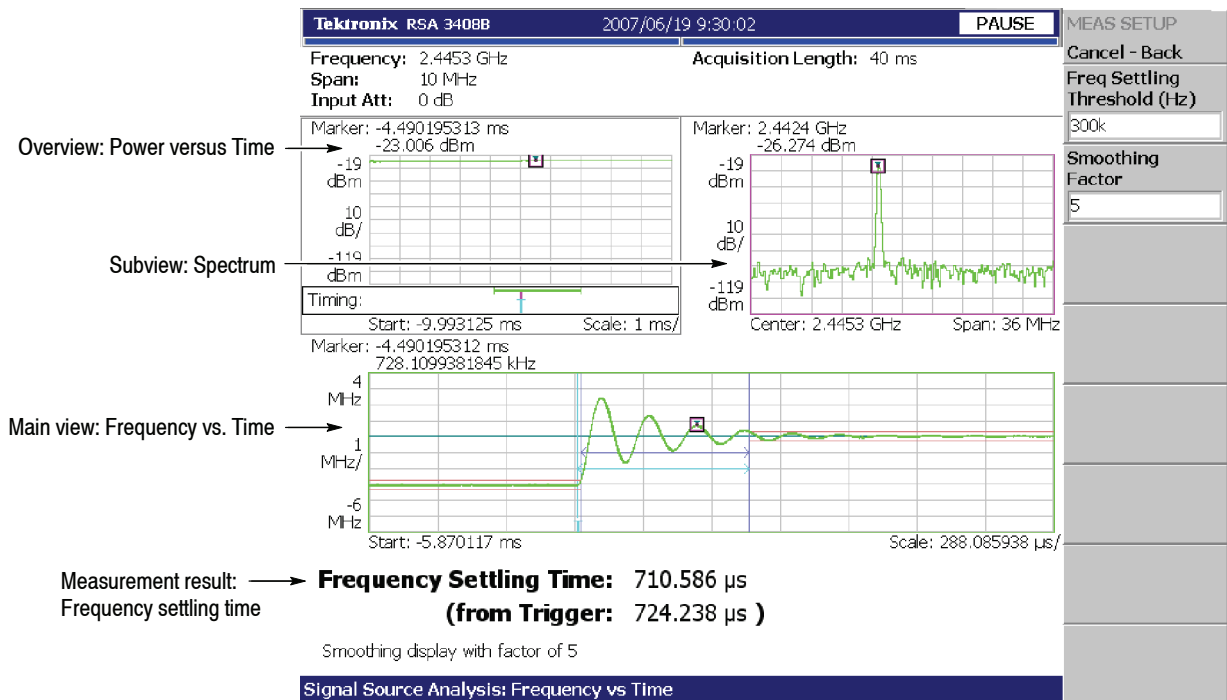 Tektronix RSA 3408B 2007/06/19 9:30:02 PAUSE
MEAS SETUP
Cancel - Back
Frequency: 2.4453 GHz Acquisition Length: 40 ms
Span: 10 MHz
Input Att: 0 dB
Freq Settling
Threshold (Hz)
300k
Smoothing
Factor
5
Overview: Power versus Time
Marker: -4.490195313 ms
-23.006 dBm
-19
dBm
10
dB/
-119
dBm
Timing:
Start: -9.993125 ms Scale: 1 ms/
Subview: Spectrum
Marker: 2.4424 GHz
-26.274 dBm
-19
dBm
10
dB/
-119
dBm
Center: 2.4453 GHz Span: 36 MHz
Main view: Frequency vs. Time
Marker: -4.490195312 ms
728.1099381845 kHz
4
MHz
1
MHz/
-6
MHz
Start: -5.870117 ms Scale: 288.085938 µs/
Measurement result:
Frequency settling time
Frequency Settling Time: 710.586 µs
(from Trigger: 724.238 µs )
Smoothing display with factor of 5
Signal Source Analysis: Frequency vs Time